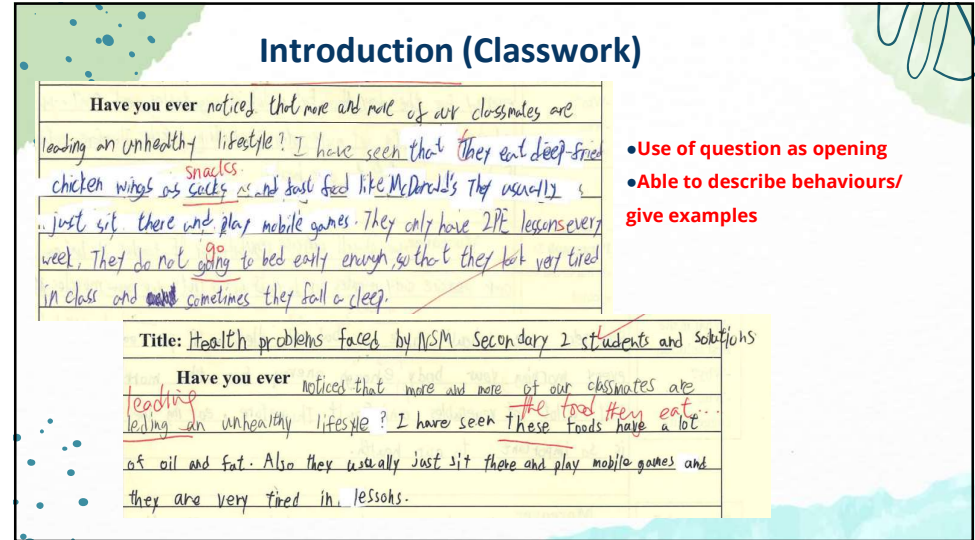 Introduction (Classwork)
Have you ever noticed that more and more of our classmates are
leading an unhealthy lifestyle? I have seen that they eat deep-fried
snacks
chicken wings as sacks and fast food like McDonald's They usually
just sit there and play mobile games. They only have 2 PE lessons every
go
week. They do not going to bed early enough, so that they look very tired
in class and sometimes they fall a sleep.
•Use of question as opening
•Able to describe behaviours/
give examples
Title: Health problems faced by NSM Secondary 2 students and solutions
Have you ever noticed that more and more of our classmates are
leading
the food they eat...
leding an unhealthy lifestyle? I have seen these foods have a lot
of oil and fat. Also they usually just sit there and play mobile games and
they are very tired in lessons.